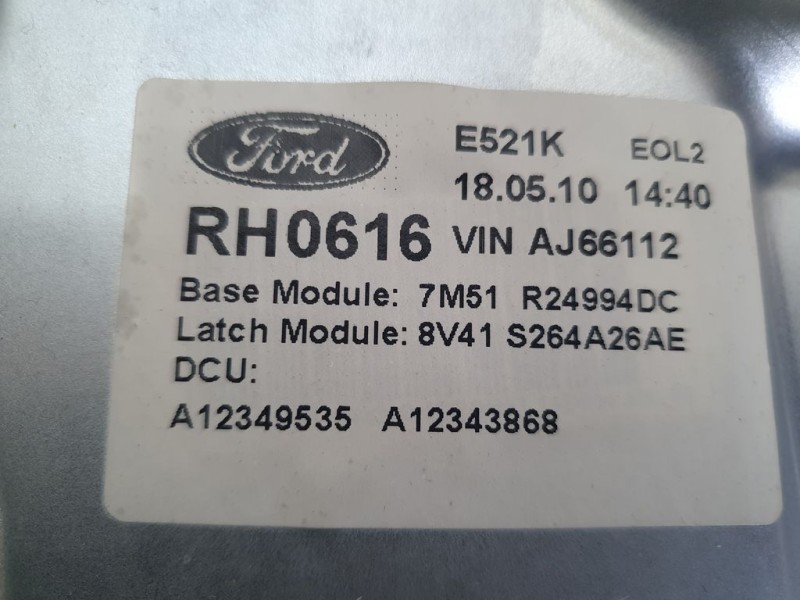 Ford
E521K EOL2
18.05.10 14:40
RH0616 VIN AJ66112
Base Module: 7M51 R24994DC
Latch Module: 8V41 S264A26AE
DCU:
A12349535 A12343868